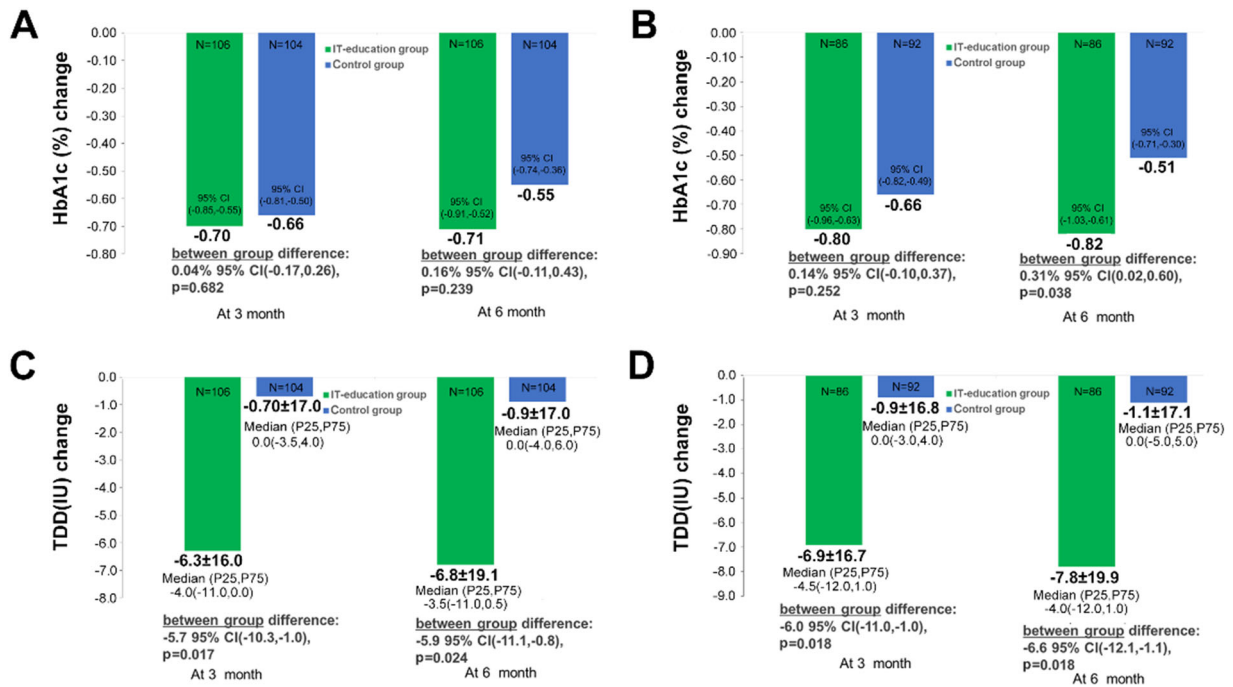 A
HbA1c (%) change
0.00
-0.10
-0.20
-0.30
-0.40
-0.50
-0.60
-0.70
-0.80
N=106
N=104
IT-education group
Control group
N=106
N=104
95% CI
(-0.85,-0.55)
-0.70
95% CI
(-0.81,-0.50)
-0.66
95% CI
(-0.91,-0.52)
-0.71
95% CI
(-0.74,-0.36)
-0.55
between group difference:
0.04% 95% CI(-0.17,0.26),
p=0.682
At 3 month
between group difference:
0.16% 95% CI(-0.11,0.43),
p=0.239
At 6 month
B
HbA1c (%) change
0.00
-0.10
-0.20
-0.30
-0.40
-0.50
-0.60
-0.70
-0.80
-0.90
N=86
N=92
IT-education group
Control group
N=86
N=92
95% CI
(-0.96,-0.63)
-0.80
95% CI
(-0.82,-0.49)
-0.66
95% CI
(-1.03,-0.61)
-0.82
95% CI
(-0.71,-0.30)
-0.51
between group difference:
0.14% 95% CI(-0.10,0.37),
p=0.252
At 3 month
between group difference:
0.31% 95% CI(0.02,0.60),
p=0.038
At 6 month
C
TDD(IU) change
0.0
-1.0
-2.0
-3.0
-4.0
-5.0
-6.0
-7.0
-8.0
N=106
N=104
IT-education group
Control group
N=106
N=104
-0.70±17.0
Median (P25,P75)
0.0(-3.5,4.0)
-0.9±17.0
Median (P25,P75)
0.0(-4.0,6.0)
-6.3±16.0
Median (P25,P75)
-4.0(-11.0,0.0)
-6.8±19.1
Median (P25,P75)
-3.5(-11.0,0.5)
between group difference:
-5.7 95% CI(-10.3,-1.0),
p=0.017
At 3 month
between group difference:
-5.9 95% CI(-11.1,-0.8),
p=0.024
At 6 month
D
TDD(IU) change
0.0
-1.0
-2.0
-3.0
-4.0
-5.0
-6.0
-7.0
-8.0
-9.0
N=86
N=92
IT-education group
Control group
N=86
N=92
-0.9±16.8
Median (P25,P75)
0.0(-3.0,4.0)
-1.1±17.1
Median (P25,P75)
0.0(-5.0,5.0)
-6.9±16.7
Median (P25,P75)
-4.5(-12.0,1.0)
-7.8±19.9
Median (P25,P75)
-4.0(-12.0,1.0)
between group difference:
-6.0 95% CI(-11.0,-1.0),
p=0.018
At 3 month
between group difference:
-6.6 95% CI(-12.1,-1.1),
p=0.018
At 6 month